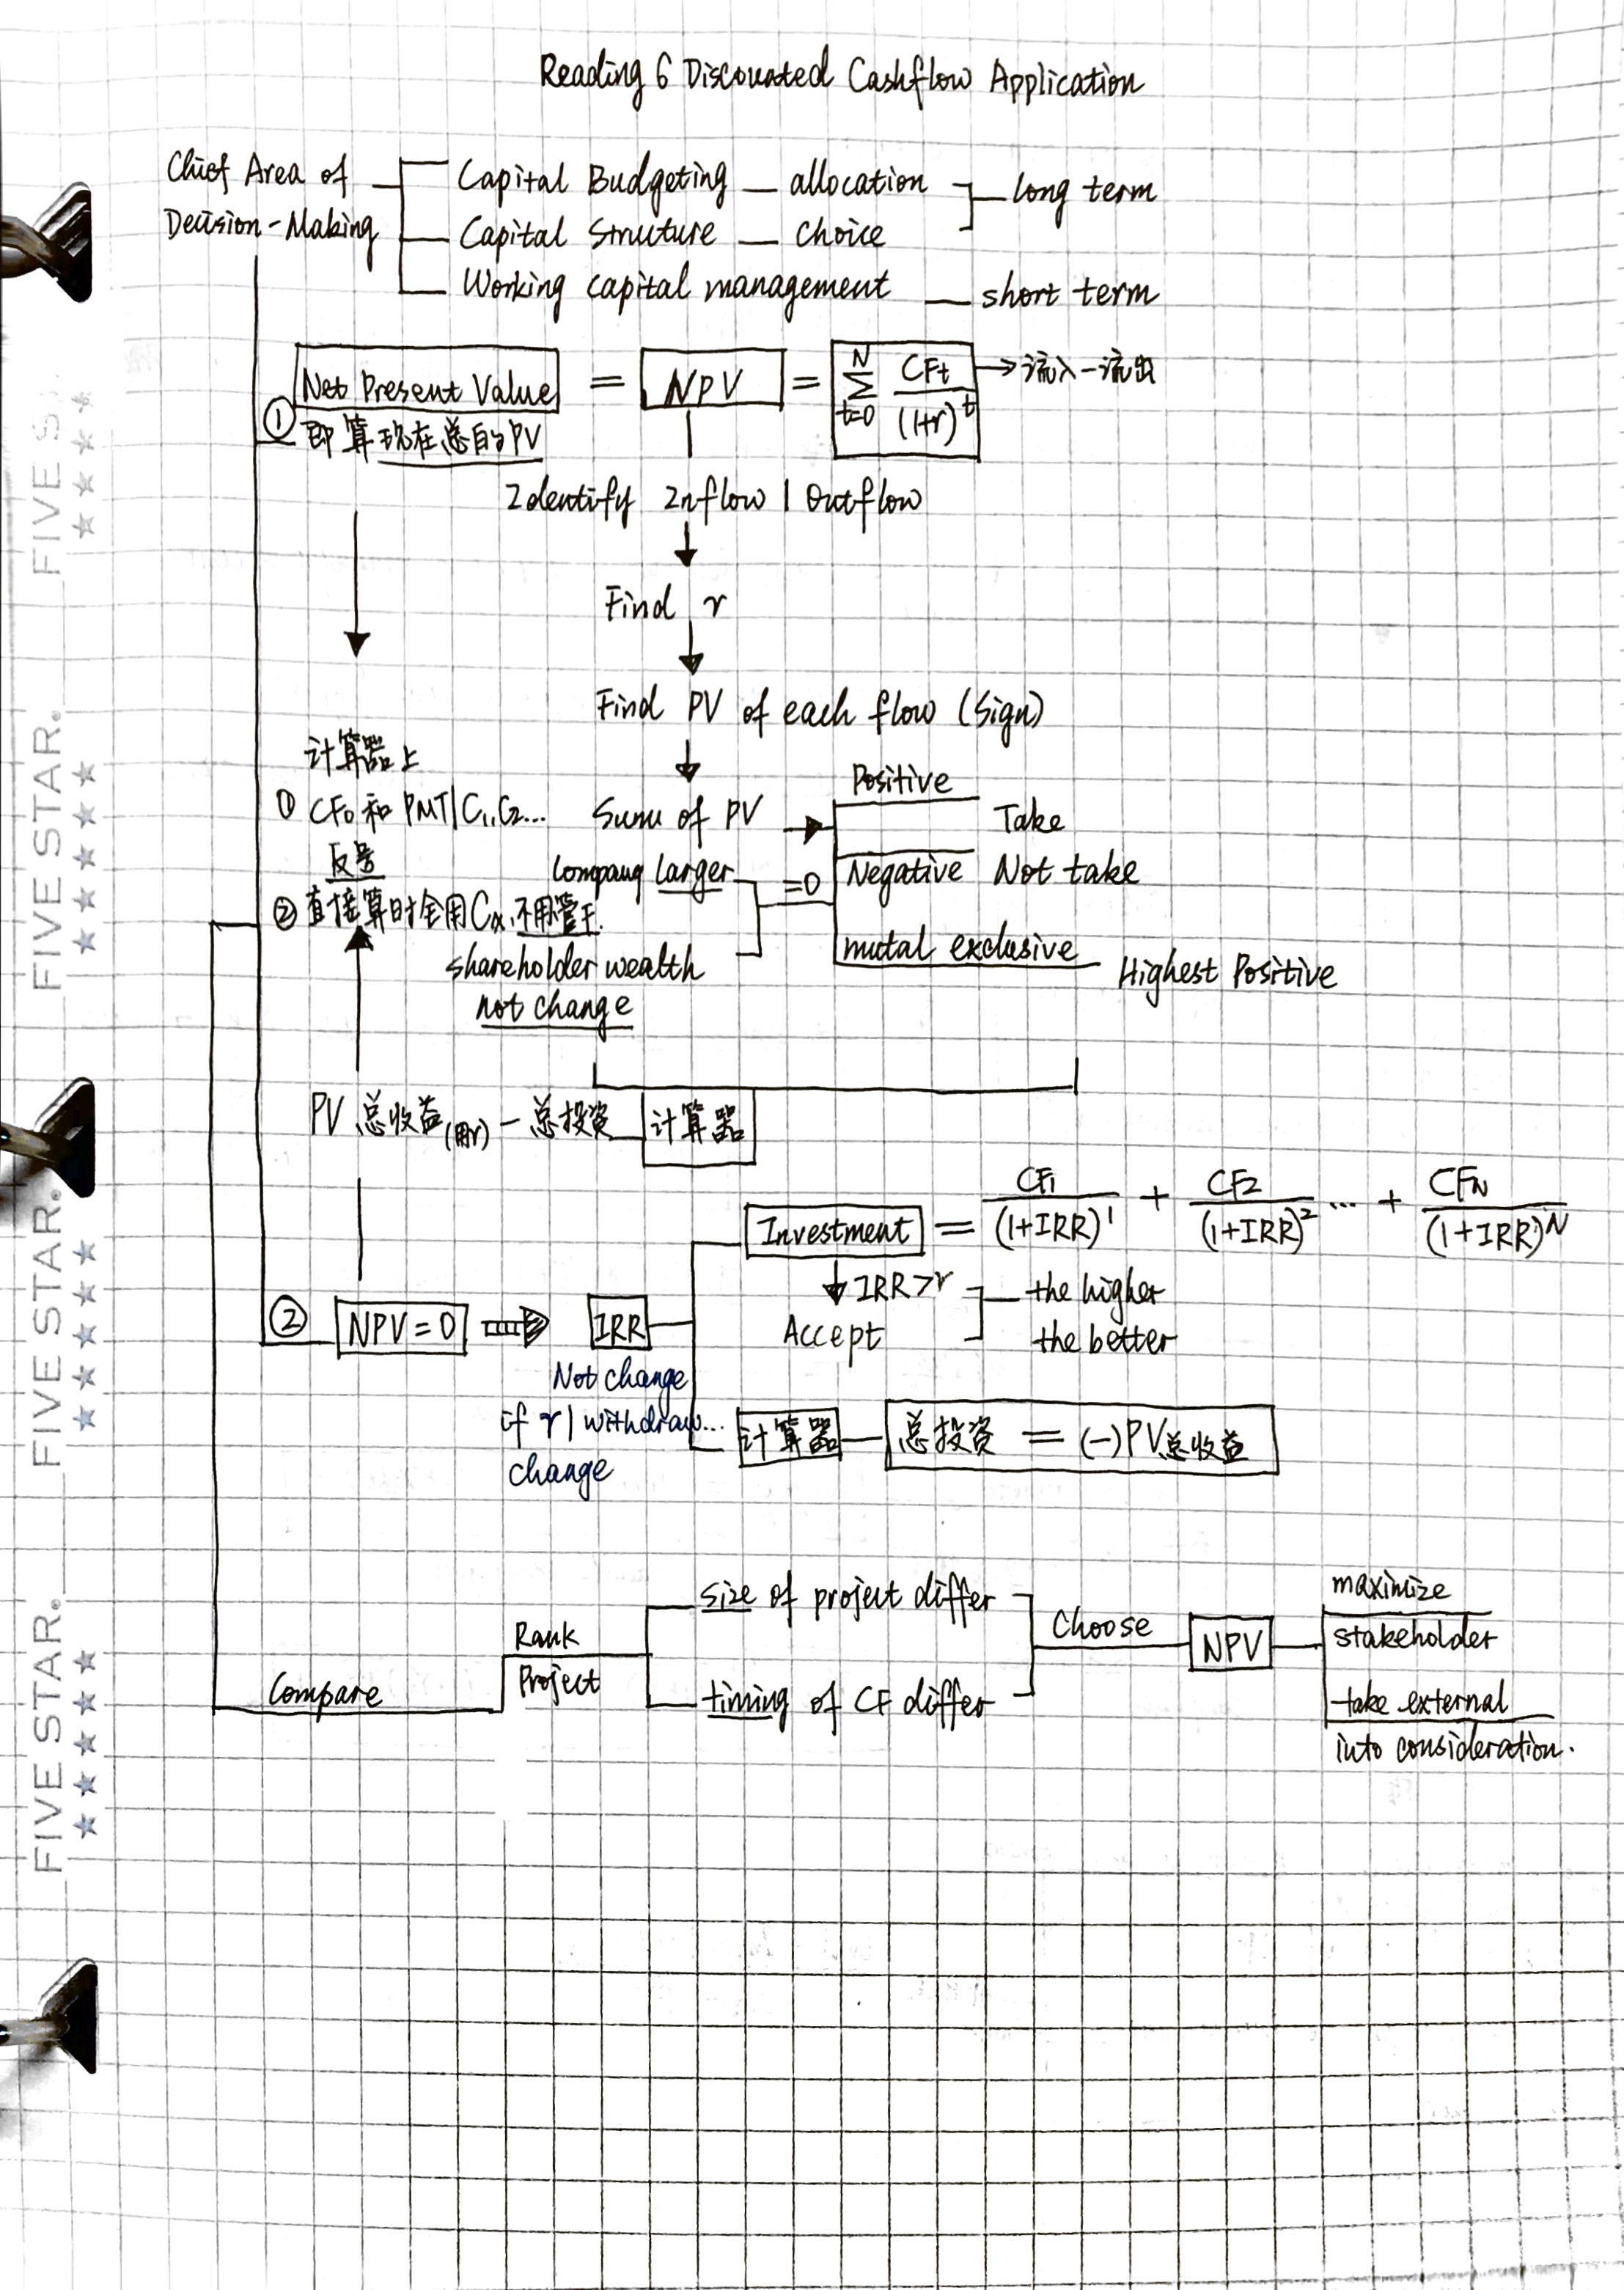 Reading 6 Discounted Cashflow Application
Chief Area of
Decision-Making
Capital Budgeting — allocation
Capital Structure — choice
long term
Working capital management — short term
① Net Present Value = NPV = \sum_{t=0}^{N} \frac{CF_t}{(1+r)^t} → 流入-流出
即算现在总的PV
Identify Inflow | Outflow
Find r
Find PV of each flow (Sign)
计算器上
① CF₀ 和 PMT|C₁,C₂...
反号
② 直接算时全用Cα,不用管干.
Sum of PV
Positive Take
Negative Not take
mutal exclusive Highest Positive
=0
Company larger
shareholder wealth
not change
PV 总收益(用r) - 总投资 计算器
② NPV=0
IRR
Not change
if r | withdraw...
change
Investment = \frac{CF_1}{(1+IRR)^1} + \frac{CF_2}{(1+IRR)^2} ... + \frac{CF_N}{(1+IRR)^N}
IRR>r
Accept
the higher
the better
计算器 — 总投资 = (-)PV总收益
Compare
Rank
Project
size of project differ
timing of CF differ
Choose
NPV
maximize
stakeholder
take external
into consideration.
FIVE S
FIVE STAR.
FIVE STAR.
FIVE STAR.